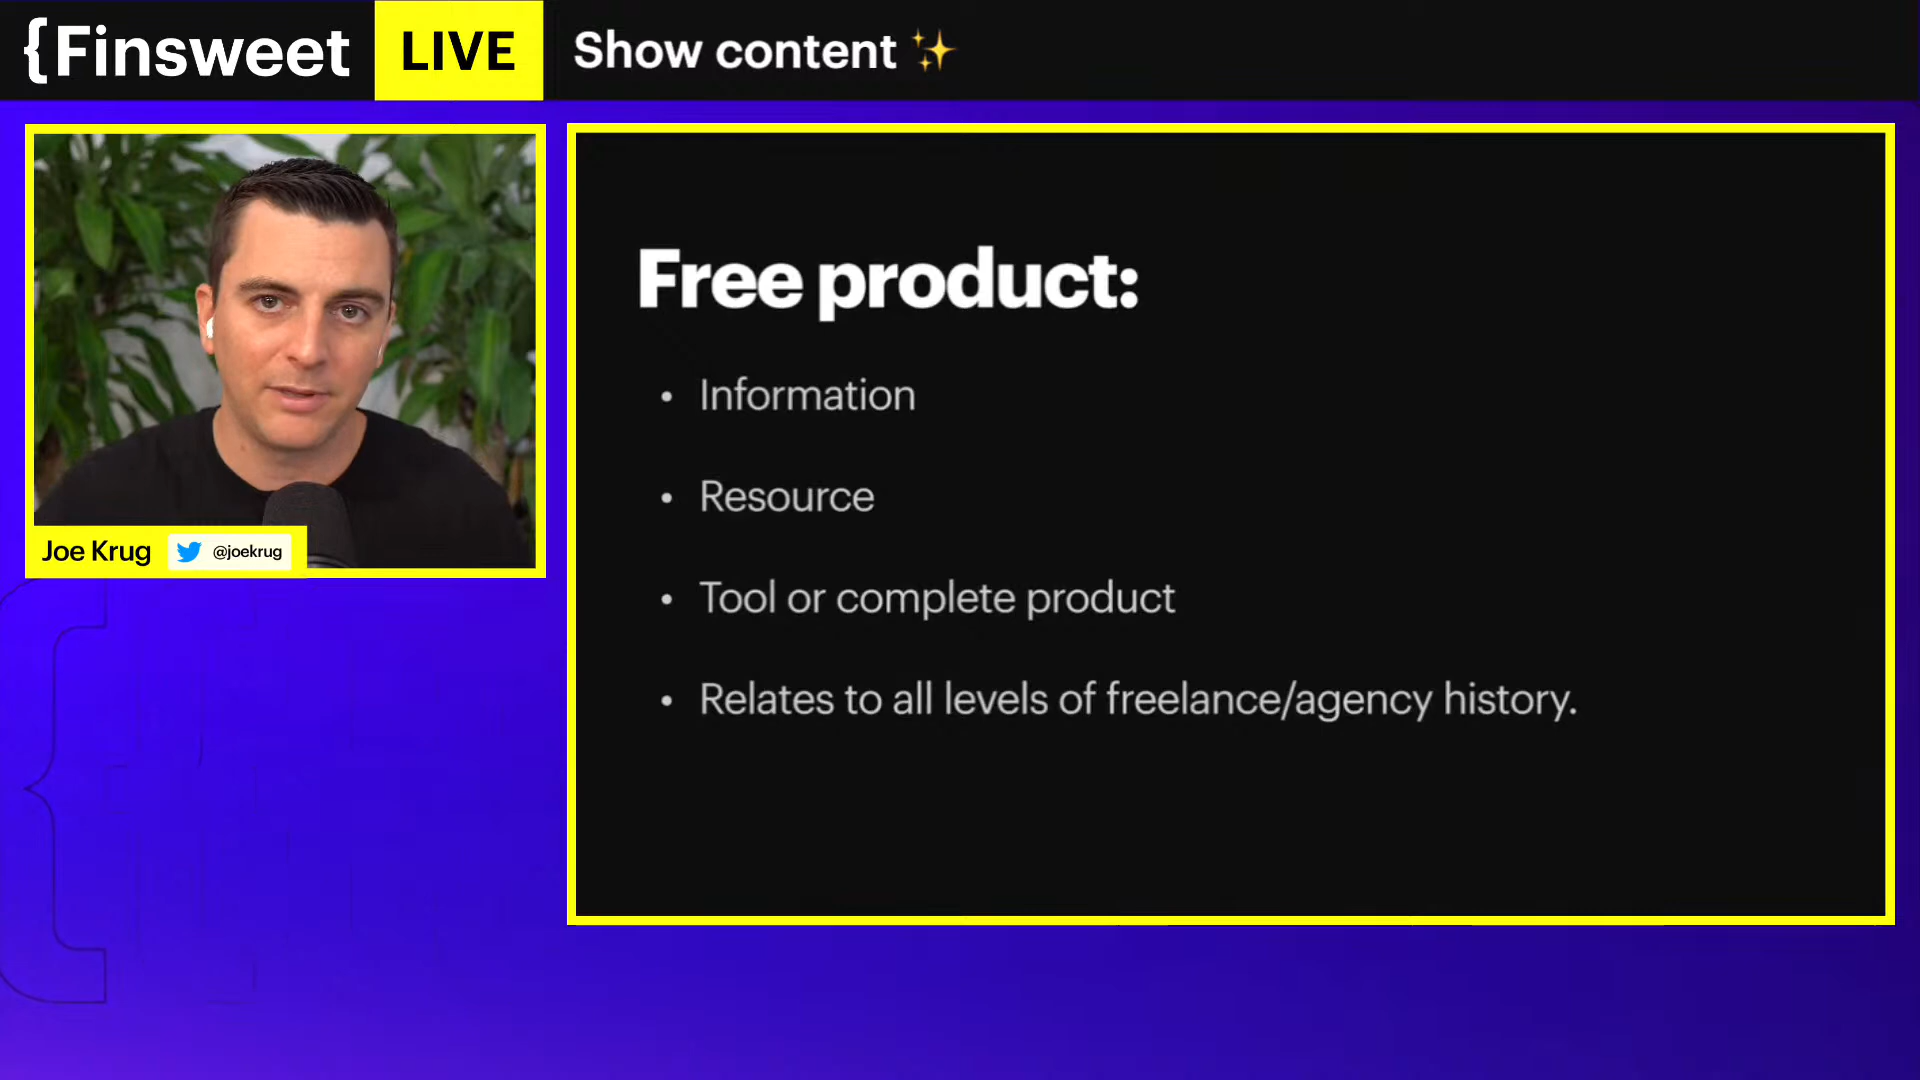 {Finsweet
LIVE
Show content ✨
Joe Krug
@joekrug
Free product:
• Information
• Resource
• Tool or complete product
• Relates to all levels of freelance/agency history.